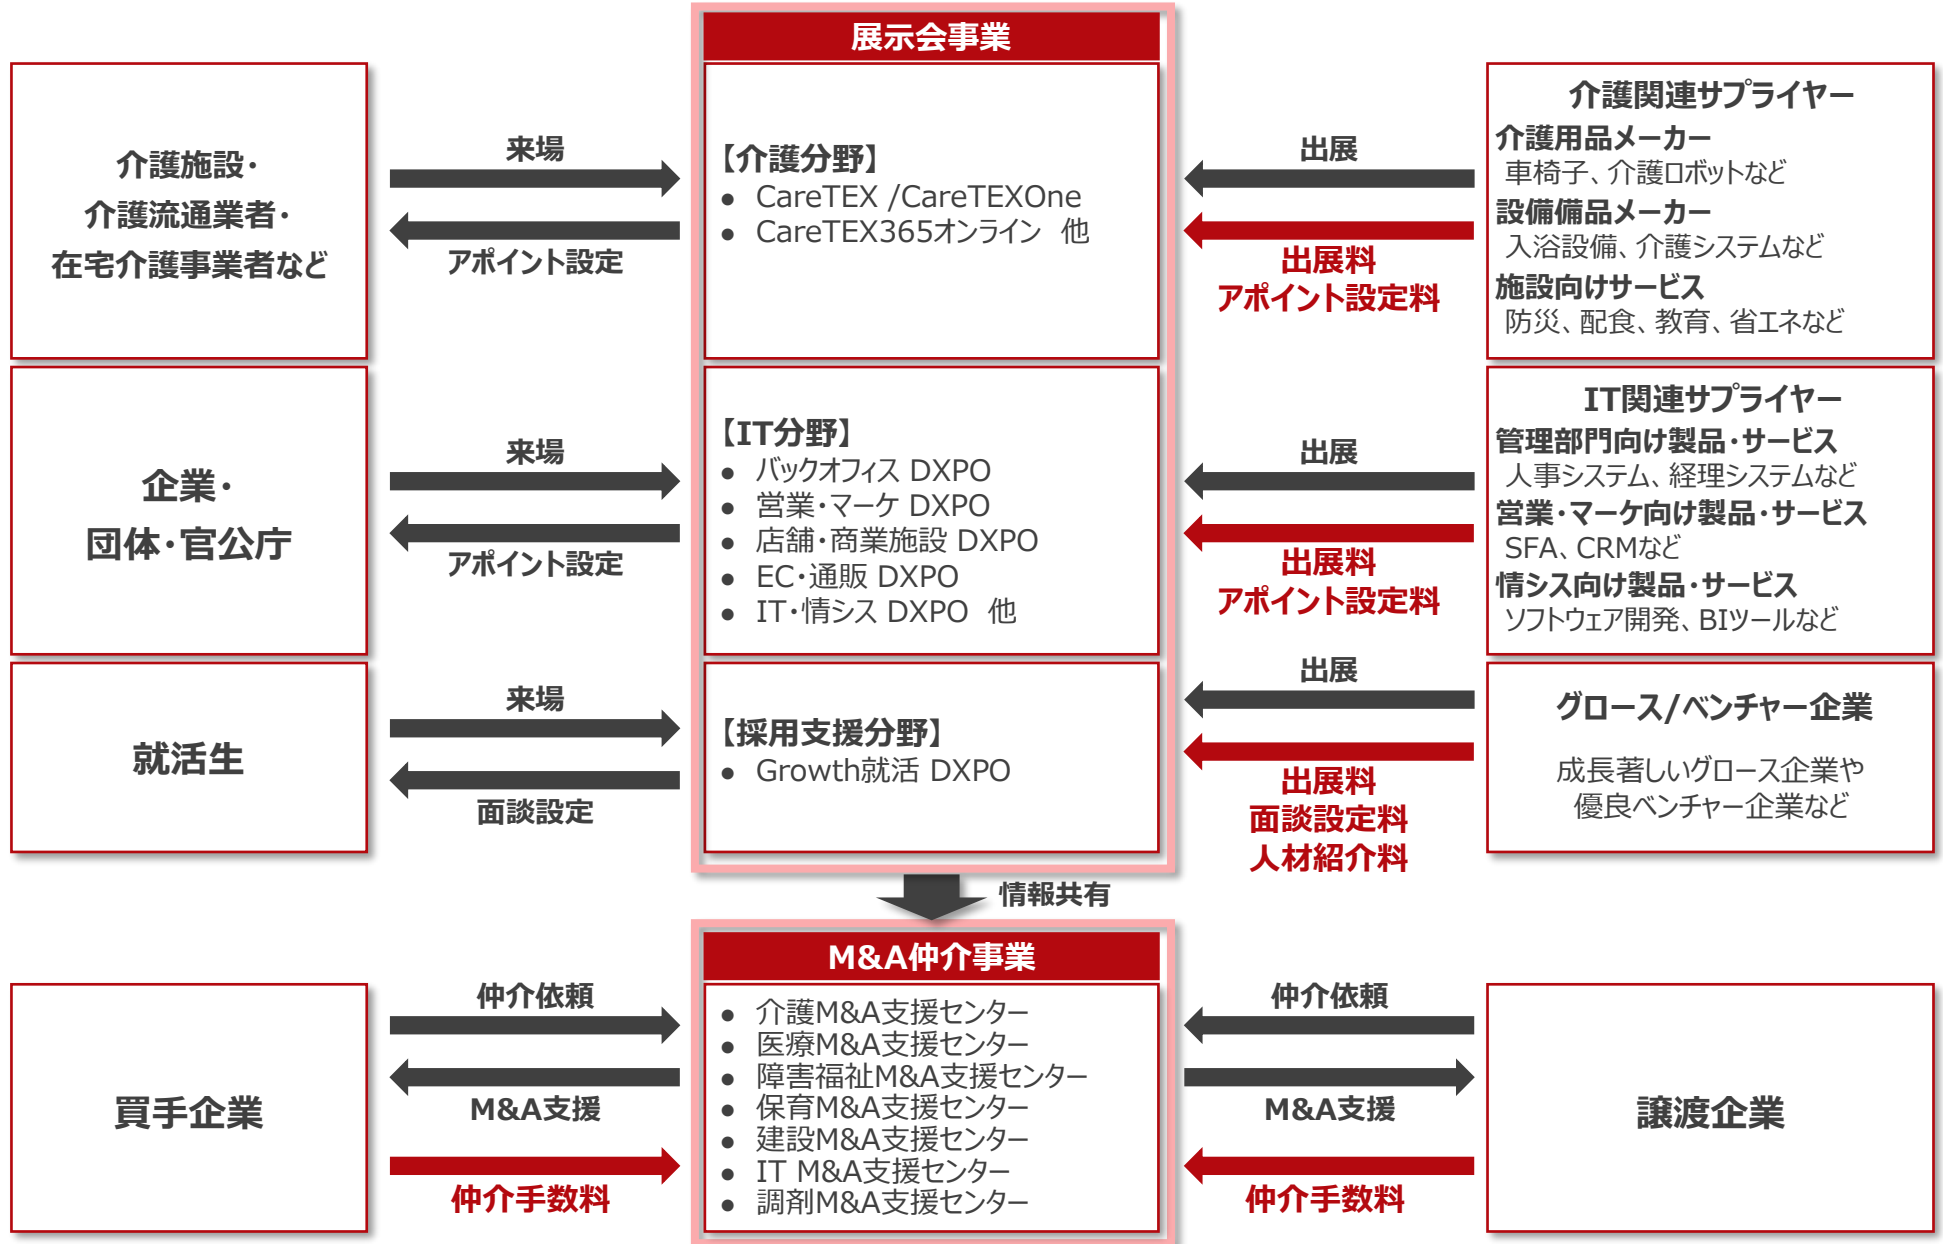 展示会事業
介護施設・
介護流通業者・
在宅介護事業者など
来場
アポイント設定
【介護分野】
● CareTEX /CareTEXOne
● CareTEX365オンライン 他
出展
出展料
アポイント設定料
介護関連サプライヤー
介護用品メーカー
車椅子、介護ロボットなど
設備備品メーカー
入浴設備、介護システムなど
施設向けサービス
防災、配食、教育、省エネなど
企業・
団体・官公庁
来場
アポイント設定
【IT分野】
● バックオフィス DXPO
● 営業・マーケ DXPO
● 店舗・商業施設 DXPO
● EC・通販 DXPO
● IT・情シス DXPO 他
出展
出展料
アポイント設定料
IT関連サプライヤー
管理部門向け製品・サービス
人事システム、経理システムなど
営業・マーケ向け製品・サービス
SFA、CRMなど
情シス向け製品・サービス
ソフトウェア開発、BIツールなど
就活生
来場
面談設定
【採用支援分野】
● Growth就活 DXPO
出展
出展料
面談設定料
人材紹介料
グロース/ベンチャー企業
成長著しいグロース企業や
優良ベンチャー企業など
情報共有
M&A仲介事業
買手企業
仲介依頼
M&A支援
仲介手数料
● 介護M&A支援センター
● 医療M&A支援センター
● 障害福祉M&A支援センター
● 保育M&A支援センター
● 建設M&A支援センター
● IT M&A支援センター
● 調剤M&A支援センター
仲介依頼
M&A支援
仲介手数料
譲渡企業